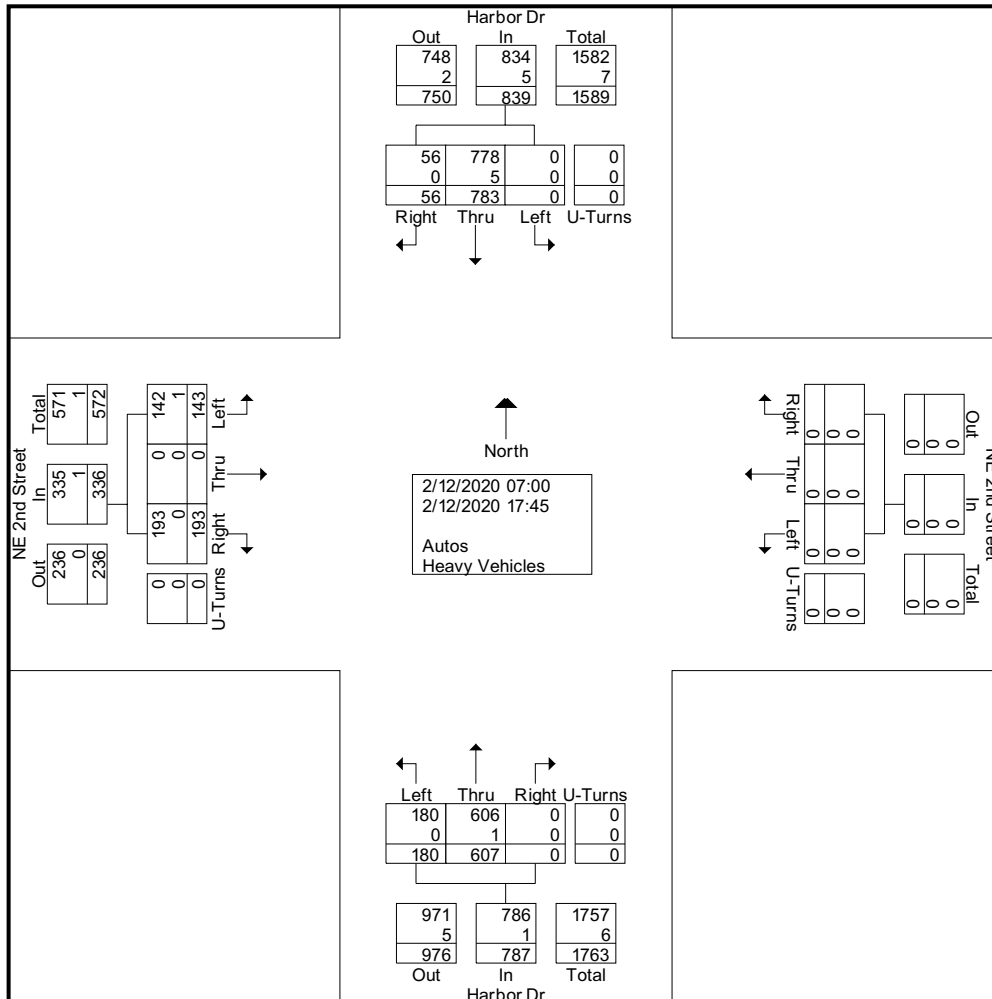 Harbor Dr
Out In Total
748 834 1582
2 5 7
750 839 1589
56 778 0 0
0 5 0 0
56 783 0 0
Right Thru Left U-Turns
NE 2nd Street
Total In Out
571 335 236
1 1 0
572 336 236
142 0 193 0
1 0 0 0
143 0 193 0
Left Thru Right U-Turns
North
2/12/2020 07:00
2/12/2020 17:45
Autos
Heavy Vehicles
Right Thru Left U-Turns
0 0 0 0
0 0 0 0
0 0 0 0
Out In Total
0 0 0
0 0 0
0 0 0
NE 2nd Street
Left Thru Right U-Turns
180 606 0 0
0 1 0 0
180 607 0 0
971 786 1757
5 1 6
976 787 1763
Out In Total
Harbor Dr